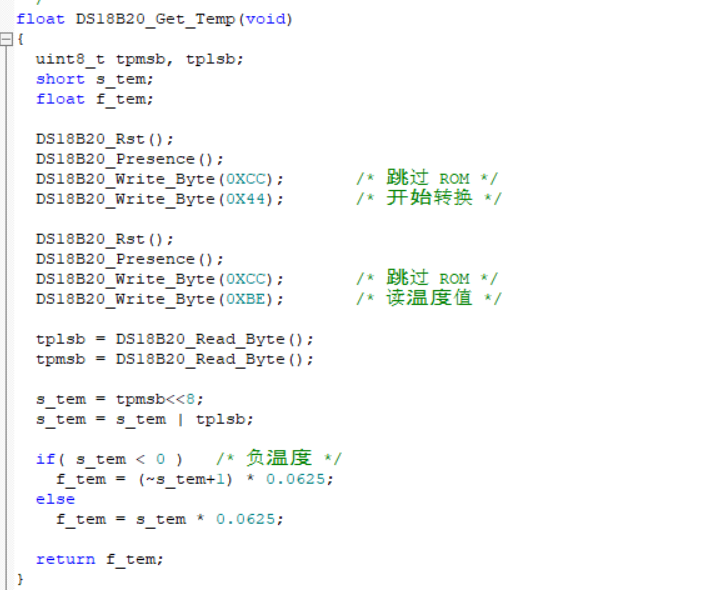 float DS18B20_Get_Temp(void)
{
  uint8_t tpmsb, tplsb;
  short s_tem;
  float f_tem;

  DS18B20_Rst();
  DS18B20_Presence();
  DS18B20_Write_Byte(0XCC);       /* 跳过 ROM */
  DS18B20_Write_Byte(0X44);       /* 开始转换 */

  DS18B20_Rst();
  DS18B20_Presence();
  DS18B20_Write_Byte(0XCC);       /* 跳过 ROM */
  DS18B20_Write_Byte(0XBE);       /* 读温度值 */

  tplsb = DS18B20_Read_Byte();
  tpmsb = DS18B20_Read_Byte();

  s_tem = tpmsb<<8;
  s_tem = s_tem | tplsb;

  if( s_tem < 0 )   /* 负温度 */
    f_tem = (~s_tem+1) * 0.0625;
  else
    f_tem = s_tem * 0.0625;

  return f_tem;
}